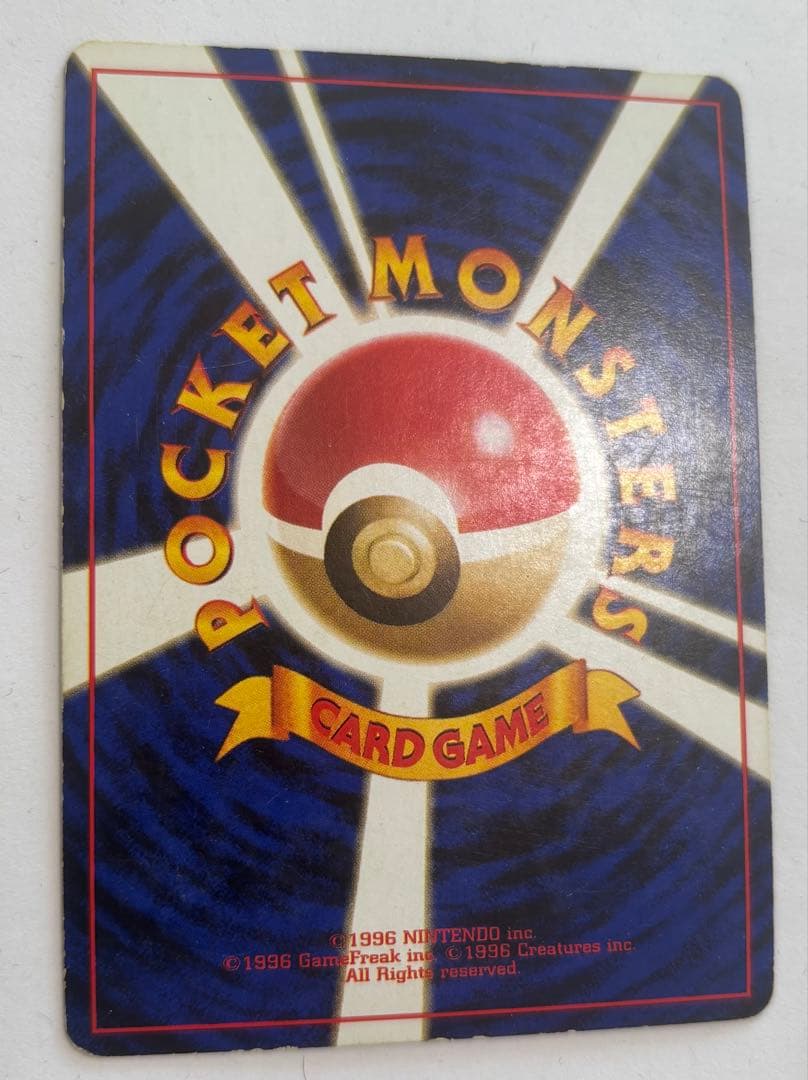 POCKET MONSTERS
CARD GAME
©1996 NINTENDO inc.
©1996 GameFreak inc. ©1996 Creatures inc.
All Rights reserved.